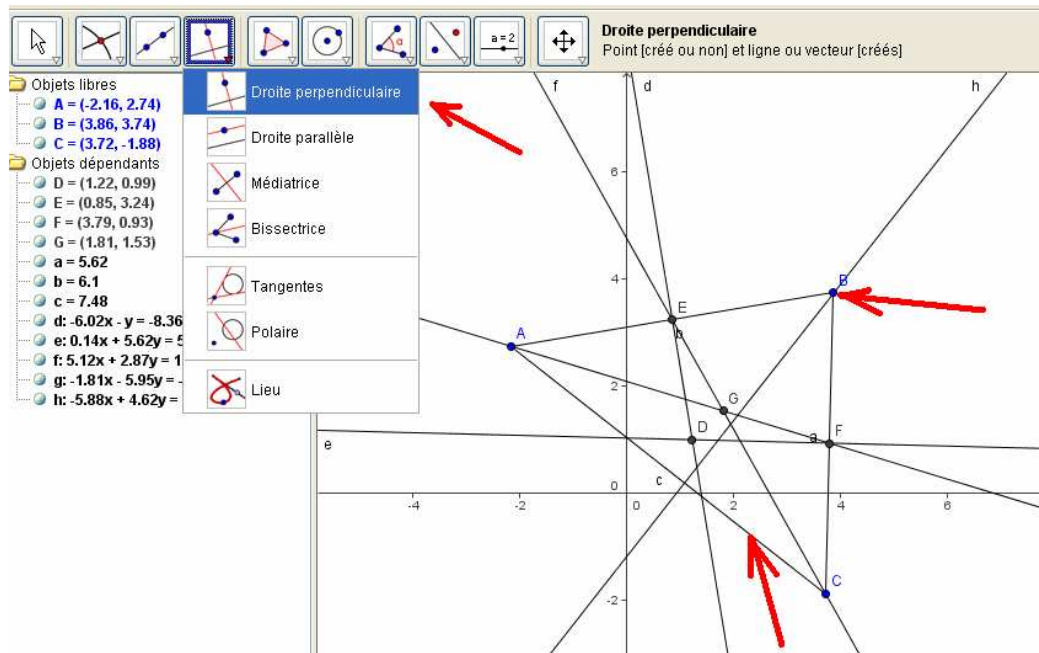 α
a = 2
Droite perpendiculaire
Point [créé ou non] et ligne ou vecteur [créés]
Objets libres
A = (-2.16, 2.74)
B = (3.86, 3.74)
C = (3.72, -1.88)
Objets dépendants
D = (1.22, 0.99)
E = (0.85, 3.24)
F = (3.79, 0.93)
G = (1.81, 1.53)
a = 5.62
b = 6.1
c = 7.48
d: -6.02x - y = -8.36
e: 0.14x + 5.62y = 5
f: 5.12x + 2.87y = 1
g: -1.81x - 5.95y = -
h: -5.88x + 4.62y =
Droite perpendiculaire
Droite parallèle
Médiatrice
Bissectrice
Tangentes
Polaire
Lieu
f
d
h
6
4
B
E
b
A
2
G
D
a
F
e
c
0
-4
-2
0
2
4
C
-2